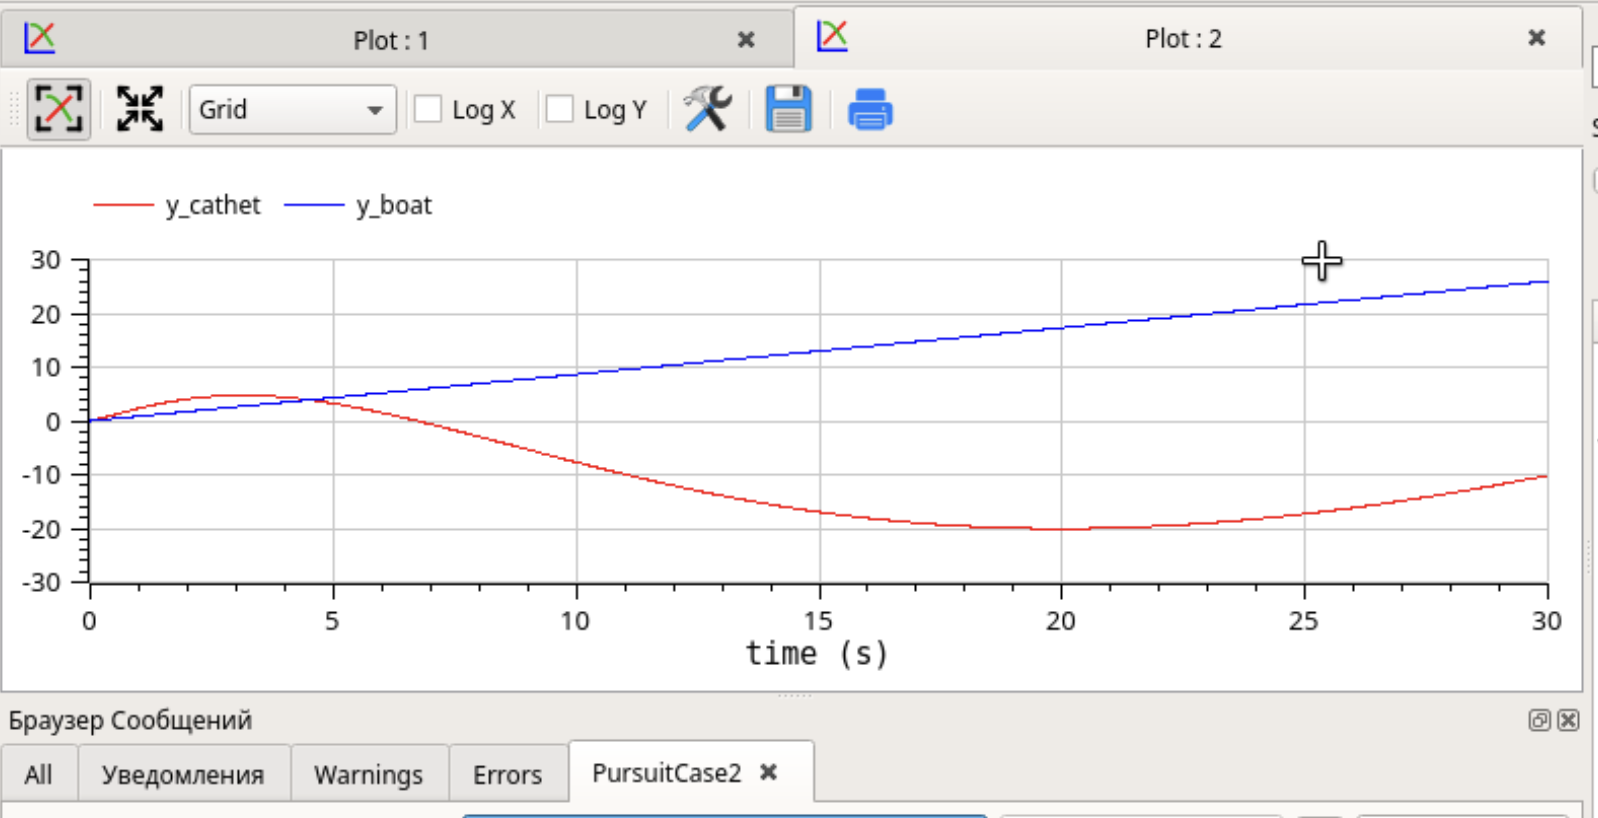 Plot : 1
Plot : 2
Grid
Log X
Log Y
y_cathet
y_boat
30
20
10
0
-10
-20
-30
0
5
10
15
20
25
30
time (s)
Браузер Сообщений
All
Уведомления
Warnings
Errors
PursuitCase2